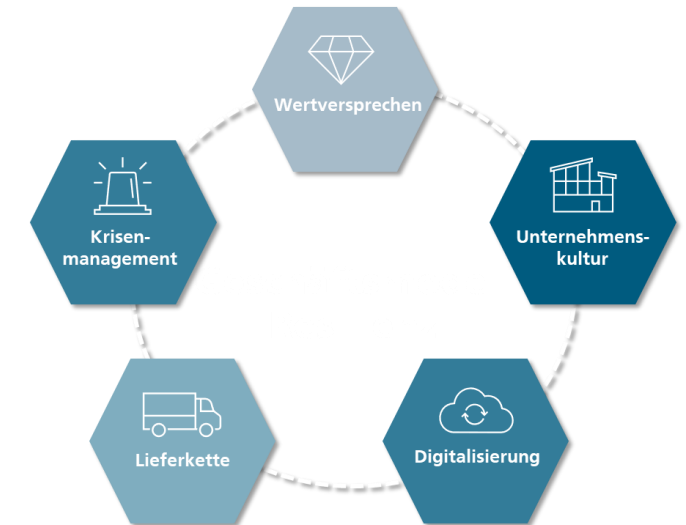 Wertversprechen
Unternehmens-
kultur
Digitalisierung
Lieferkette
Krisen-
management